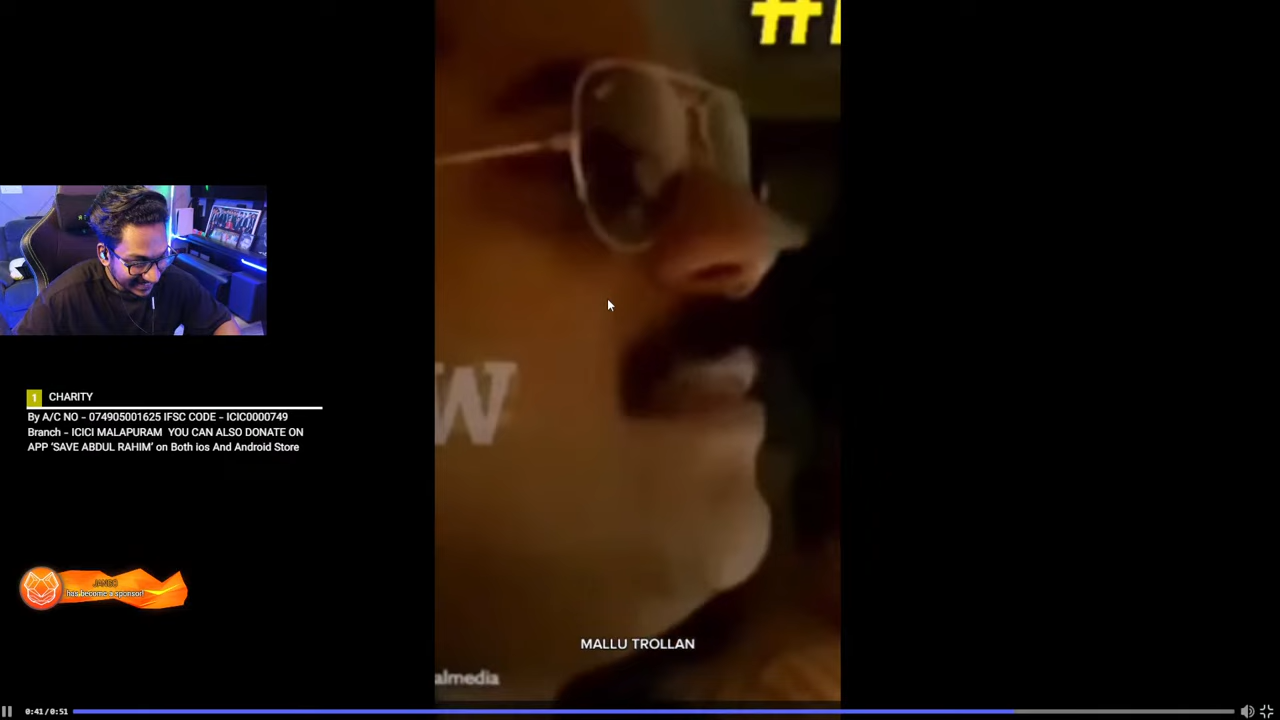 #
W
1 CHARITY
By A/C NO - 074905001625 IFSC CODE - ICIC0000749
Branch - ICICI MALAPURAM YOU CAN ALSO DONATE ON
APP 'SAVE ABDUL RAHIM' on Both ios And Android Store
has become a sponsor!
MALLU TROLLAN
almedia
0:41/0:51